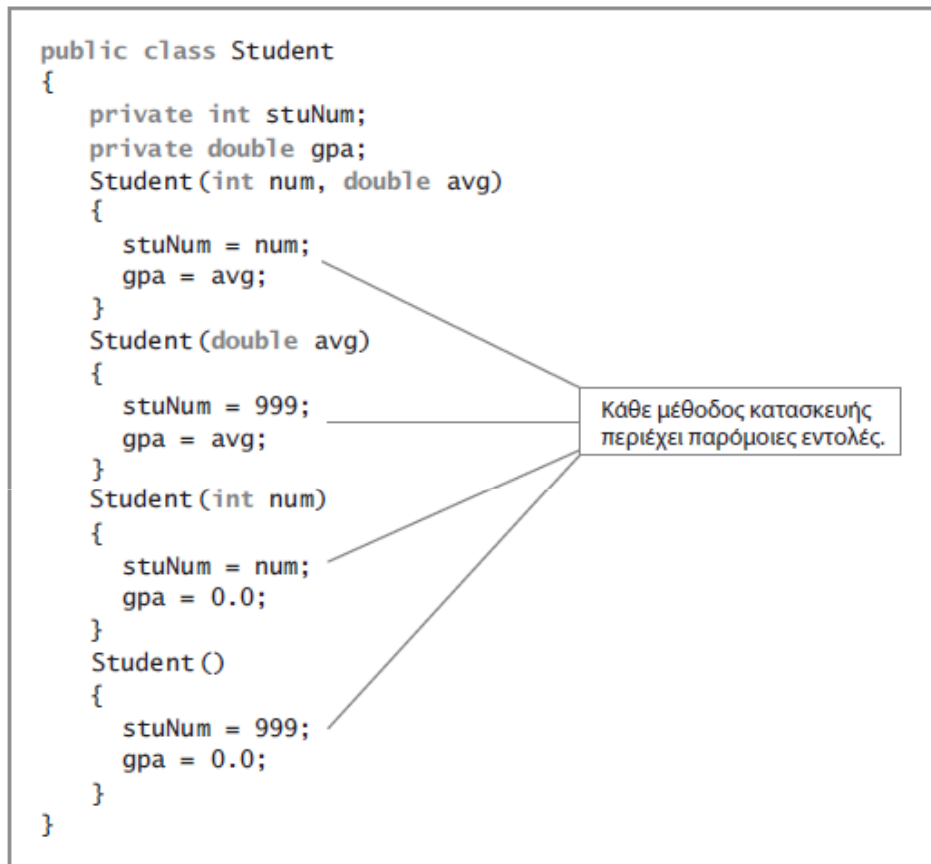 public class Student
{
private int stuNum;
private double gpa;
Student(int num, double avg)
{
stuNum = num;
gpa = avg;
}
Student(double avg)
{
stuNum = 999;
gpa = avg;
}
Student(int num)
{
stuNum = num;
gpa = 0.0;
}
Student()
{
stuNum = 999;
gpa = 0.0;
}
}
Κάθε μέθοδος κατασκευής
περιέχει παρόμοιες εντολές.